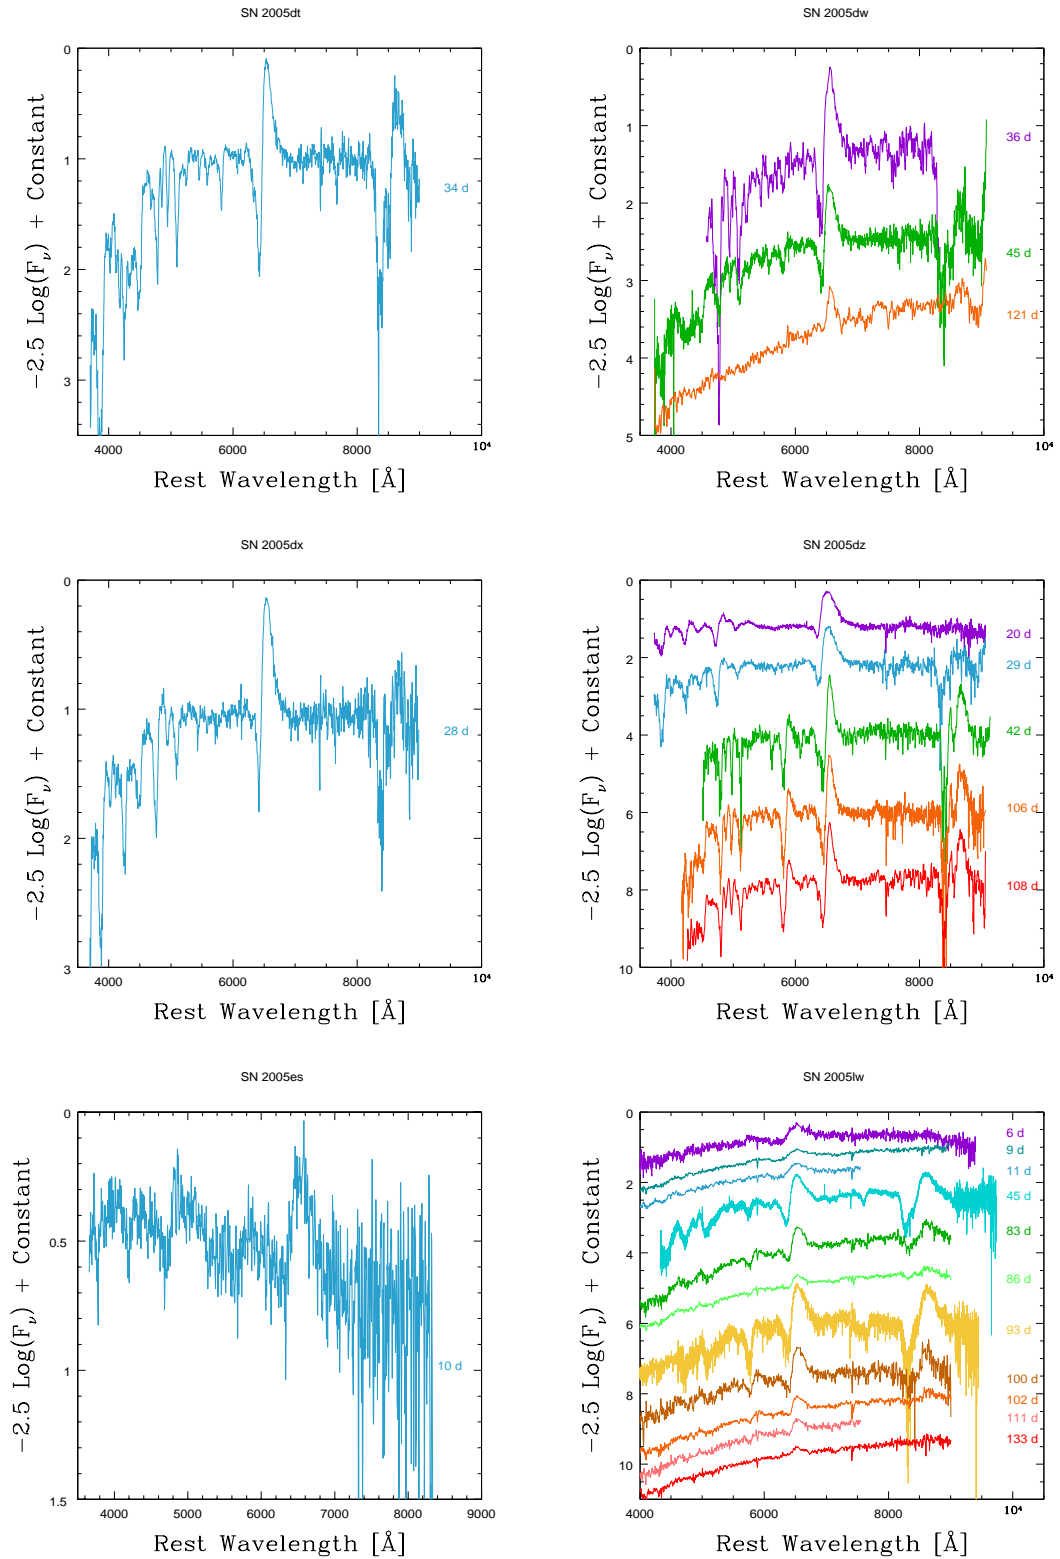 SN 2005dt
0
1
2
3
4000
6000
8000
10⁴
34 d
−2.5 Log(Fν) + Constant
Rest Wavelength [Å]
SN 2005dw
0
1
2
3
4
5
4000
6000
8000
10⁴
36 d
45 d
121 d
−2.5 Log(Fν) + Constant
Rest Wavelength [Å]
SN 2005dx
0
1
2
3
4000
6000
8000
10⁴
28 d
−2.5 Log(Fν) + Constant
Rest Wavelength [Å]
SN 2005dz
0
2
4
6
8
10
4000
6000
8000
10⁴
20 d
29 d
42 d
106 d
108 d
−2.5 Log(Fν) + Constant
Rest Wavelength [Å]
SN 2005es
0
0.5
1
1.5
4000
5000
6000
7000
8000
9000
10 d
−2.5 Log(Fν) + Constant
Rest Wavelength [Å]
SN 2005lw
0
2
4
6
8
10
4000
6000
8000
10⁴
6 d
9 d
11 d
45 d
83 d
86 d
93 d
100 d
102 d
111 d
133 d
−2.5 Log(Fν) + Constant
Rest Wavelength [Å]